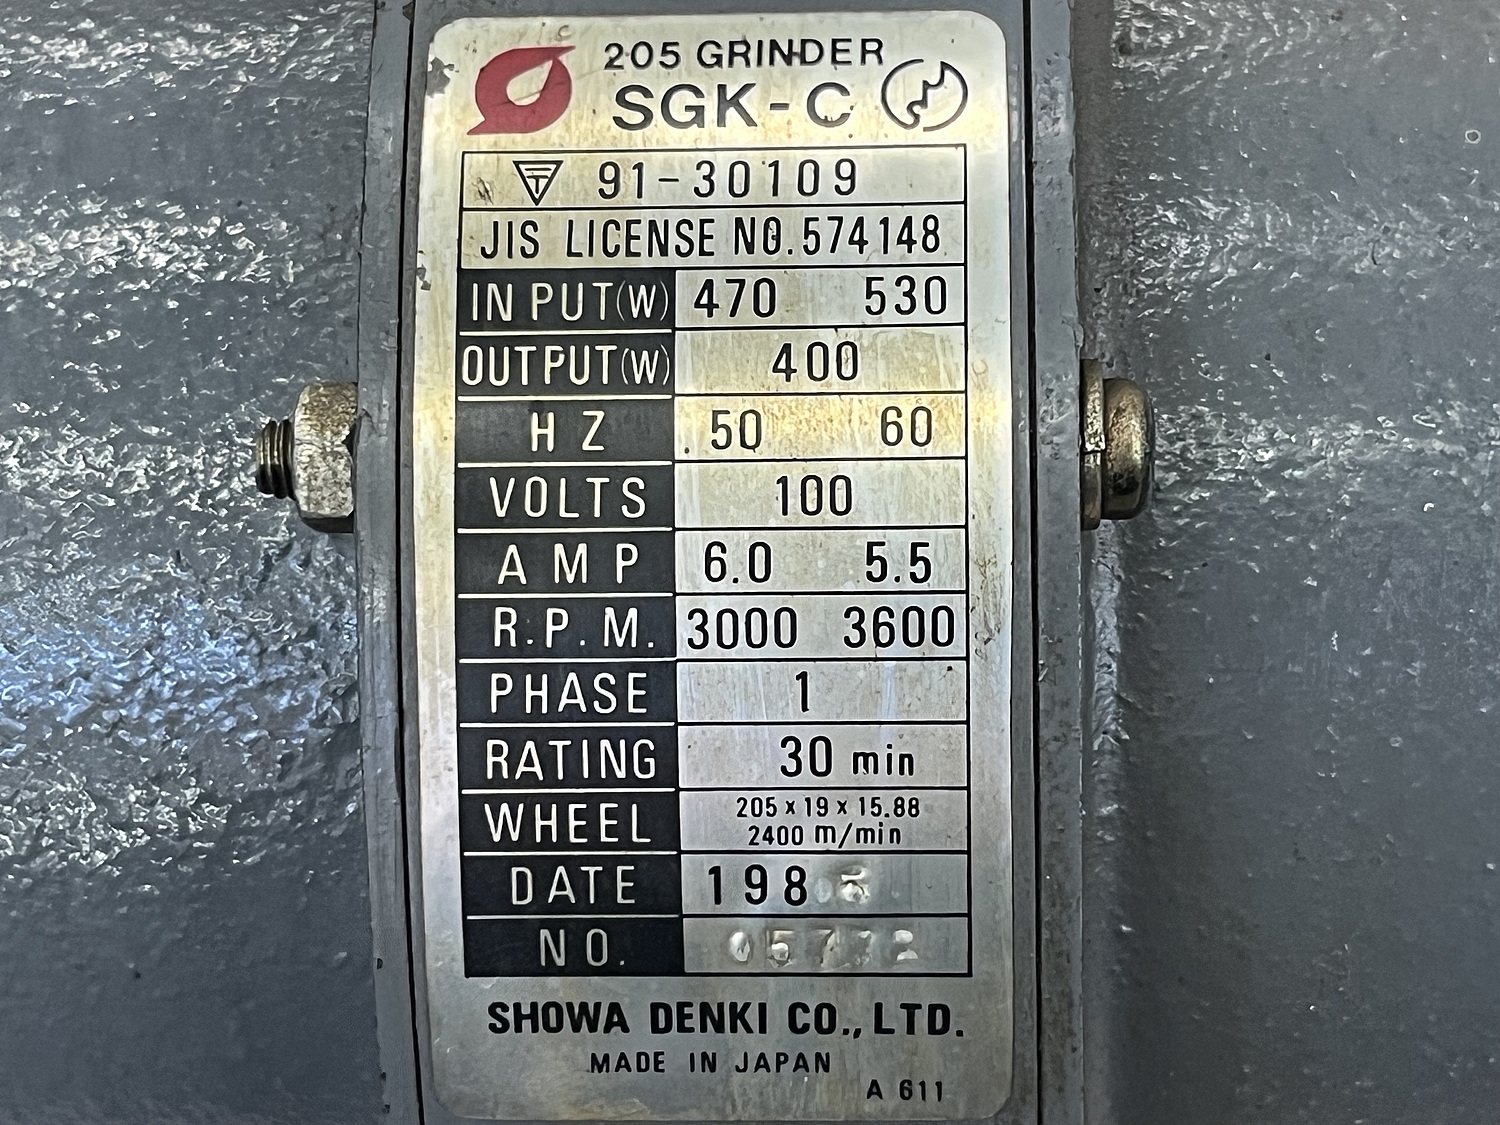 205 GRINDER
SGK-C
T 91-30109
JIS LICENSE NO.574148
INPUT(W) 470 530
OUTPUT(W) 400
HZ 50 60
VOLTS 100
AMP 6.0 5.5
R.P.M. 3000 3600
PHASE 1
RATING 30 min
WHEEL 205×19×15.88
2400 m/min
DATE 198
NO.
SHOWA DENKI CO., LTD.
MADE IN JAPAN
A 611